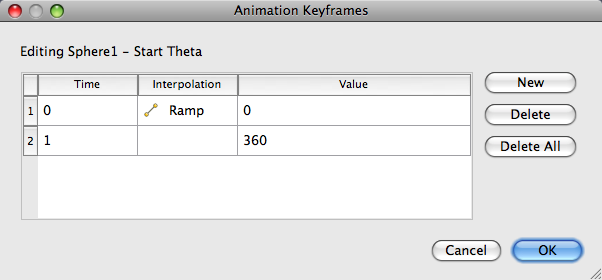 Animation Keyframes
Editing Sphere1 - Start Theta
Time Interpolation Value
1 0 Ramp 0
2 1 360
New
Delete
Delete All
Cancel OK